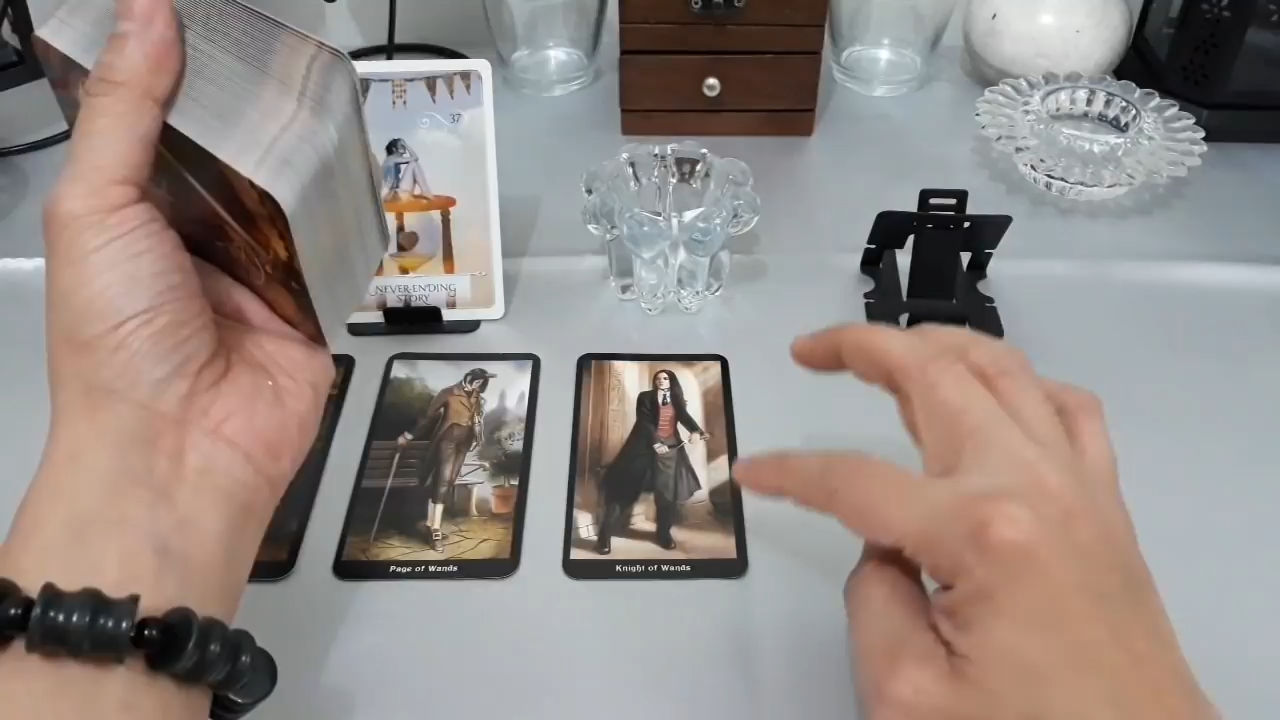 37
NEVER-ENDING
STORY
Page of Wands
Knight of Wands